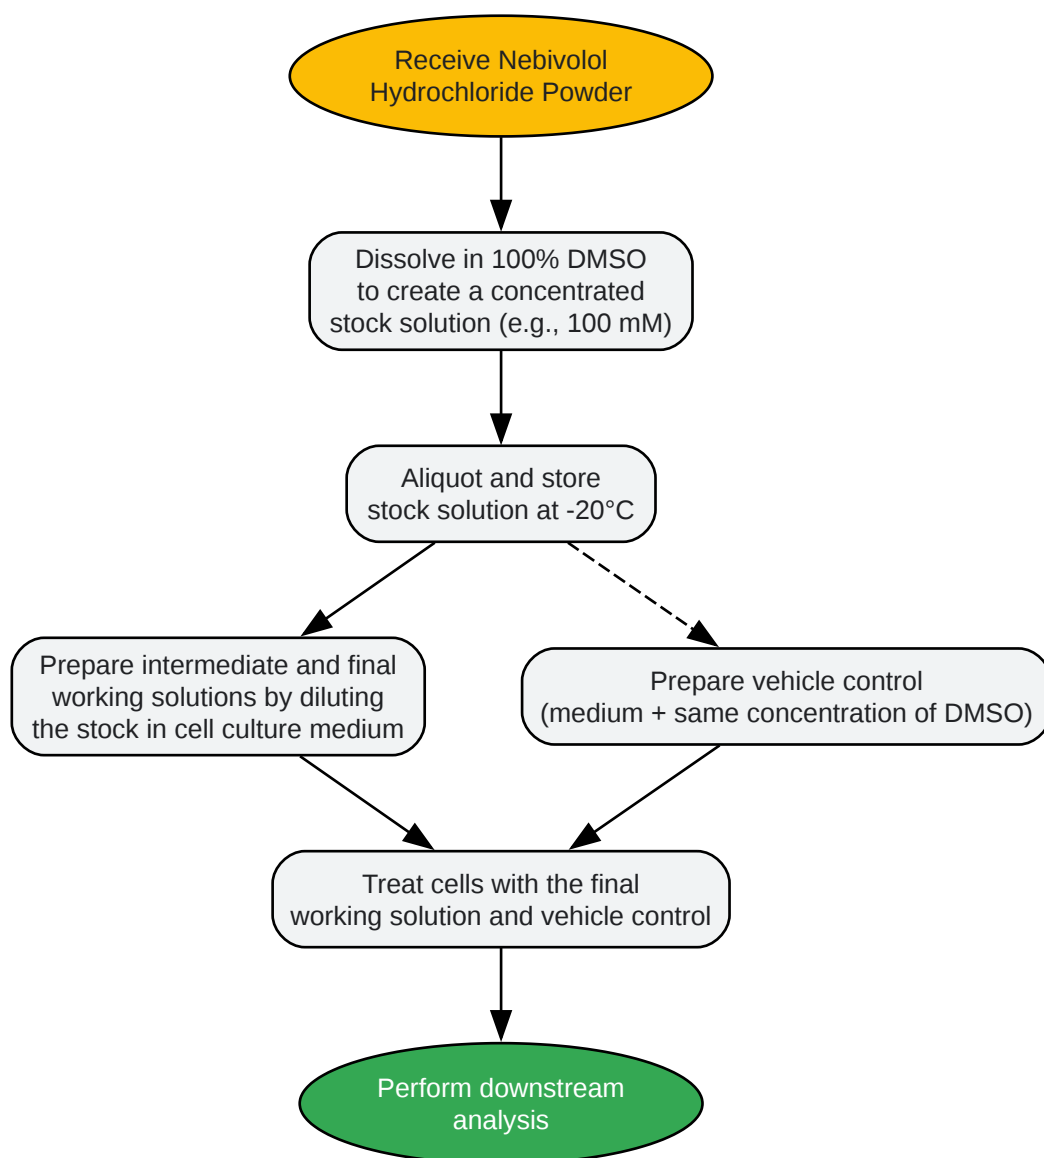 Receive Nebivolol
Hydrochloride Powder
Dissolve in 100% DMSO
to create a concentrated
stock solution (e.g., 100 mM)
Aliquot and store
stock solution at -20°C
Prepare intermediate and final
working solutions by diluting
the stock in cell culture medium
Prepare vehicle control
(medium + same concentration of DMSO)
Treat cells with the final
working solution and vehicle control
Perform downstream
analysis